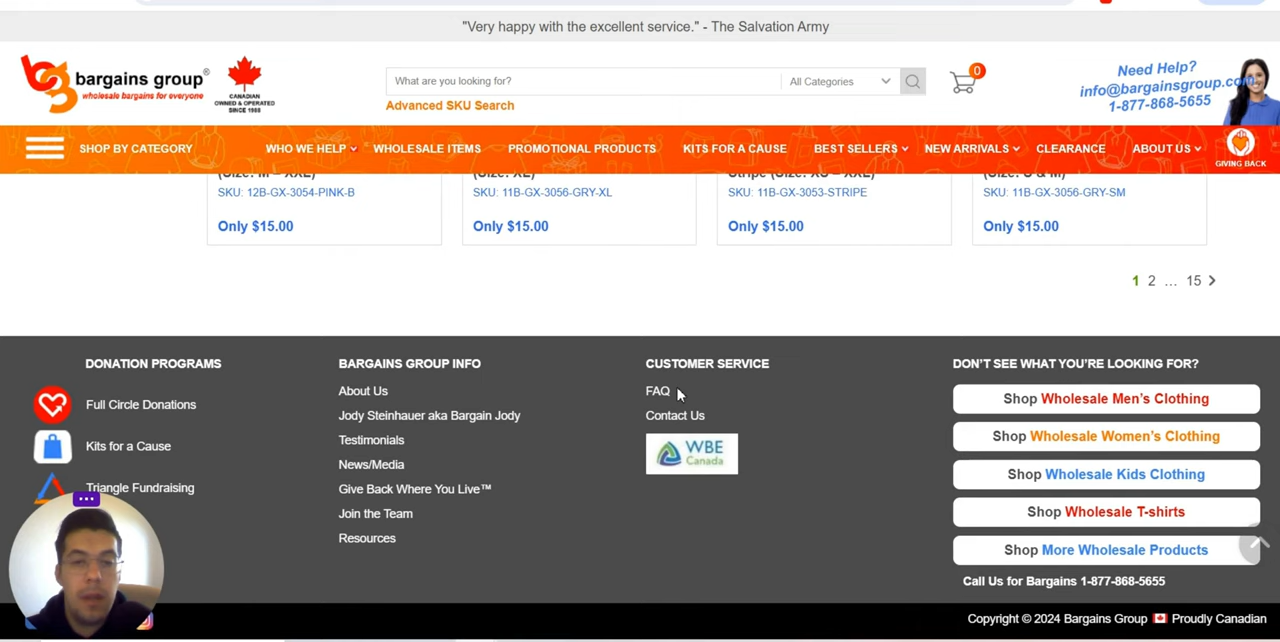 "Very happy with the excellent service." - The Salvation Army
bargains group®
wholesale bargains for everyone
CANADIAN
OWNED & OPERATED
SINCE 1988
What are you looking for?
All Categories
Advanced SKU Search
0
Need Help?
info@bargainsgroup.com
1-877-868-5655
SHOP BY CATEGORY
WHO WE HELP
WHOLESALE ITEMS
PROMOTIONAL PRODUCTS
KITS FOR A CAUSE
BEST SELLERS
NEW ARRIVALS
CLEARANCE
ABOUT US
GIVING BACK
(Size: M – XXL)
SKU: 12B-GX-3054-PINK-B
Only $15.00
(Size: XL)
SKU: 11B-GX-3056-GRY-XL
Only $15.00
Stripe (Size: XS – XXL)
SKU: 11B-GX-3053-STRIPE
Only $15.00
(Size: S & M)
SKU: 11B-GX-3056-GRY-SM
Only $15.00
1 2 ... 15
DONATION PROGRAMS
Full Circle Donations
Kits for a Cause
Triangle Fundraising
BARGAINS GROUP INFO
About Us
Jody Steinhauer aka Bargain Jody
Testimonials
News/Media
Give Back Where You Live™
Join the Team
Resources
CUSTOMER SERVICE
FAQ
Contact Us
WBE
Canada
DON'T SEE WHAT YOU'RE LOOKING FOR?
Shop Wholesale Men's Clothing
Shop Wholesale Women's Clothing
Shop Wholesale Kids Clothing
Shop Wholesale T-shirts
Shop More Wholesale Products
Call Us for Bargains 1-877-868-5655
Copyright © 2024 Bargains Group Proudly Canadian